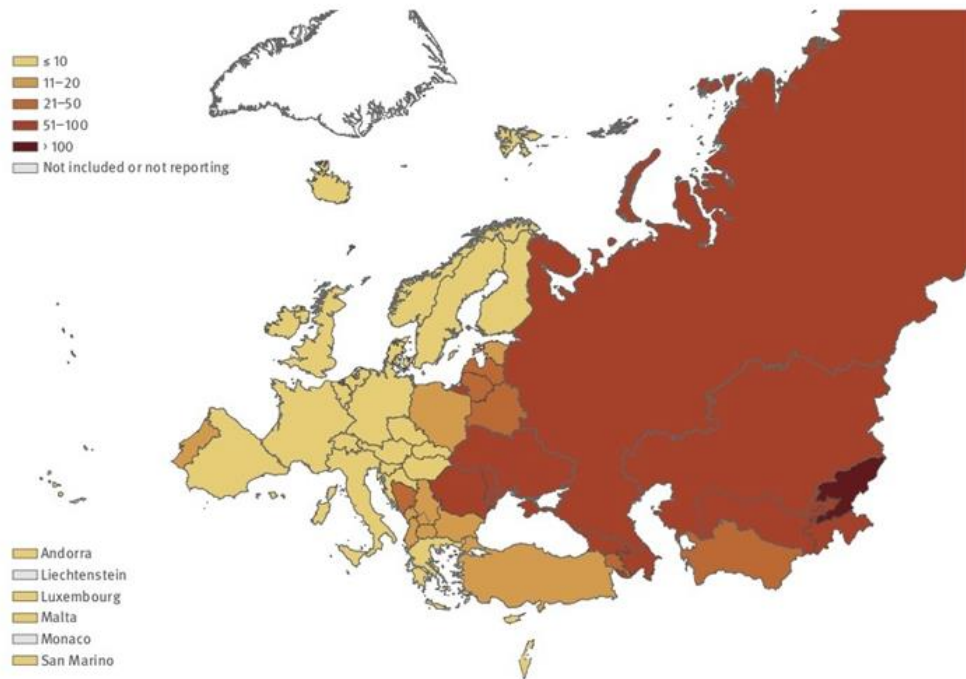 ≤ 10
11–20
21–50
51–100
> 100
Not included or not reporting
Andorra
Liechtenstein
Luxembourg
Malta
Monaco
San Marino